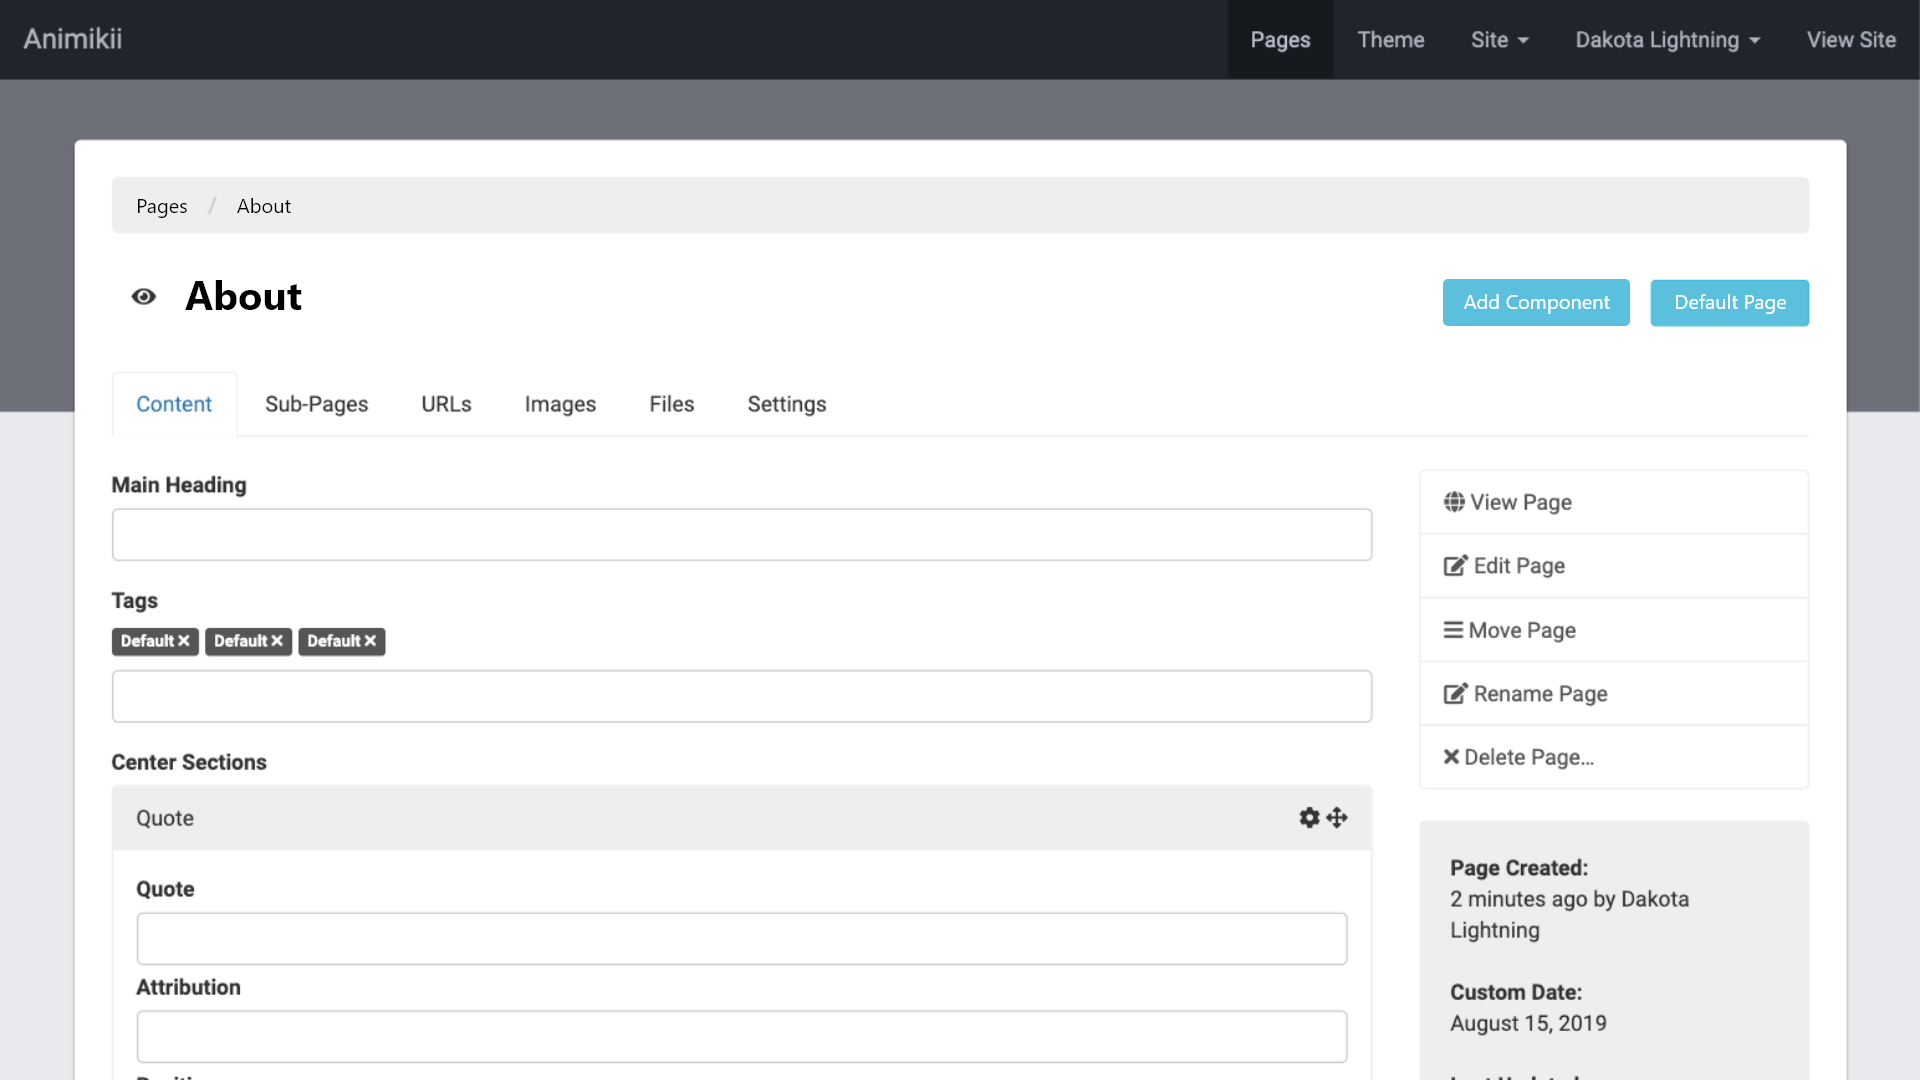 Animikii
Pages Theme Site Dakota Lightning View Site
Pages / About
About
Add Component Default Page
Content Sub-Pages URLs Images Files Settings
Main Heading
Tags
Default Default Default
Center Sections
Quote
Quote
Attribution
View Page
Edit Page
Move Page
Rename Page
Delete Page...
Page Created:
2 minutes ago by Dakota
Lightning
Custom Date:
August 15, 2019